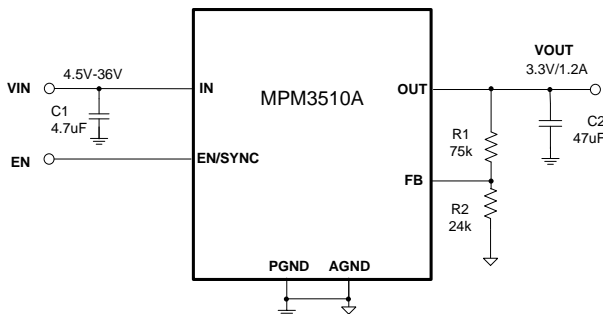 VOUT
4.5V-36V
3.3V/1.2A
VIN
IN
MPM3510A
OUT
C1
4.7uF
R1
75k
C2
47uF
EN
EN/SYNC
FB
R2
24k
PGND
AGND